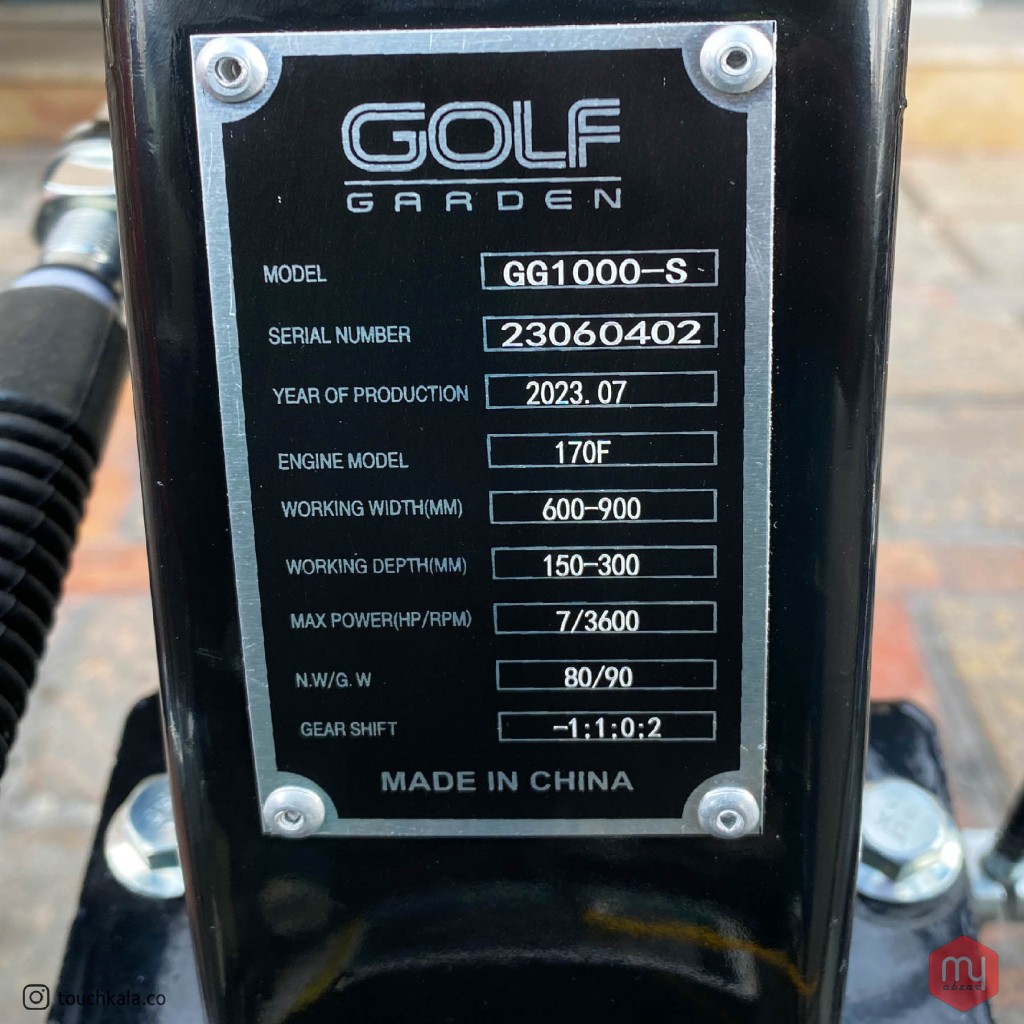 GOLF
GARDEN
MODEL GG1000-S
SERIAL NUMBER 23060402
YEAR OF PRODUCTION 2023.07
ENGINE MODEL 170F
WORKING WIDTH(MM) 600-900
WORKING DEPTH(MM) 150-300
MAX POWER(HP/RPM) 7/3600
N.W/G.W 80/90
GEAR SHIFT -1;1;0;2
MADE IN CHINA
touchkala.co
my
abzar